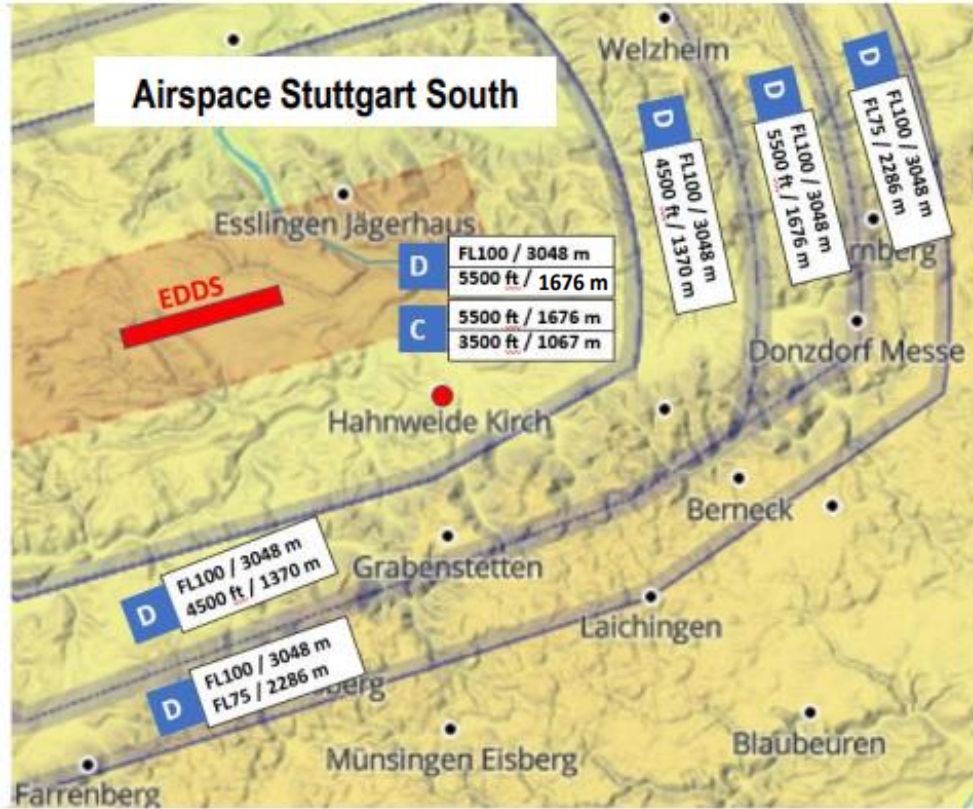 Airspace Stuttgart South
Welzheim
D
FL100 / 3048 m
4500 ft / 1370 m
D
FL100 / 3048 m
5500 ft / 1676 m
D
FL100 / 3048 m
FL75 / 2286 m
Esslingen Jägerhaus
rnberg
EDDS
D
FL100 / 3048 m
5500 ft / 1676 m
C
5500 ft / 1676 m
3500 ft / 1067 m
Donzdorf Messe
Hahnweide Kirch
Berneck
Grabenstetten
D
FL100 / 3048 m
4500 ft / 1370 m
Laichingen
D
FL100 / 3048 m
FL75 / 2286 m
berg
Münsingen Eisberg
Blaubeuren
Farrenberg